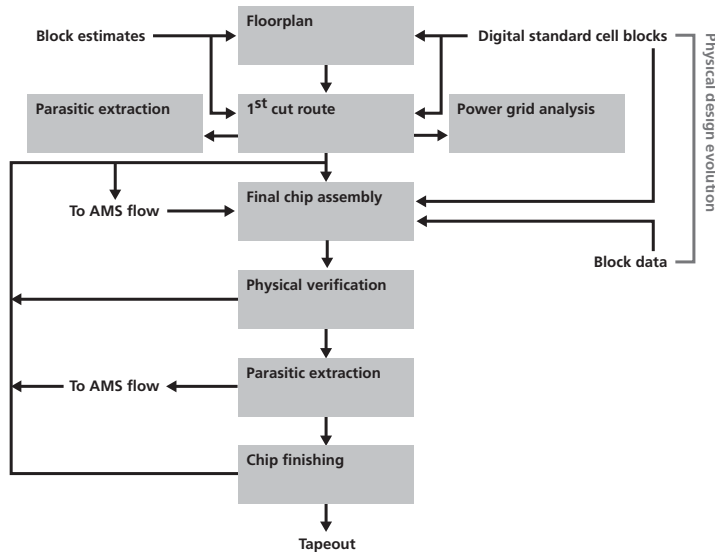 Floorplan
Block estimates
Digital standard cell blocks
Physical design evolution
Parasitic extraction
1st cut route
Power grid analysis
Final chip assembly
To AMS flow
Block data
Physical verification
Parasitic extraction
To AMS flow
Chip finishing
Tapeout